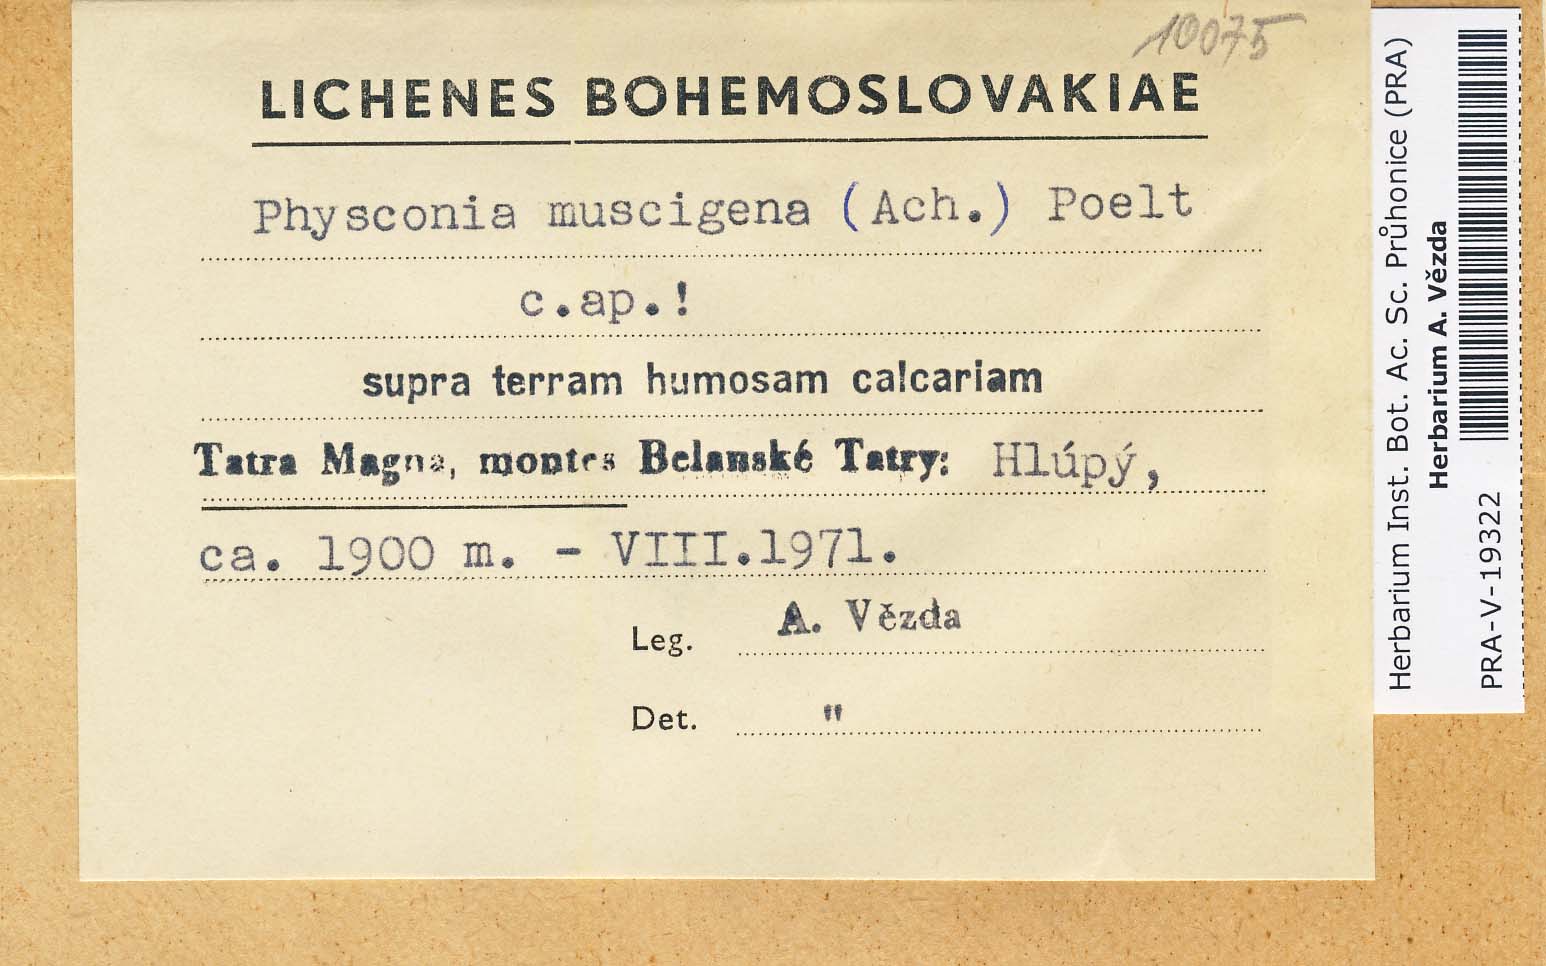 10075
LICHENES BOHEMOSLOVAKIAE
Physconia muscigena (Ach.) Poelt
c.ap.!
supra terram humosam calcariam
Tatra Magna, montes Belanské Tatry: Hlúpý,
ca. 1900 m. - VIII.1971.
Leg. A. Vězda
Det. "
Herbarium Inst. Bot. Ac. Sc. Průhonice (PRA)
Herbarium A. Vězda
PRA-V-19322